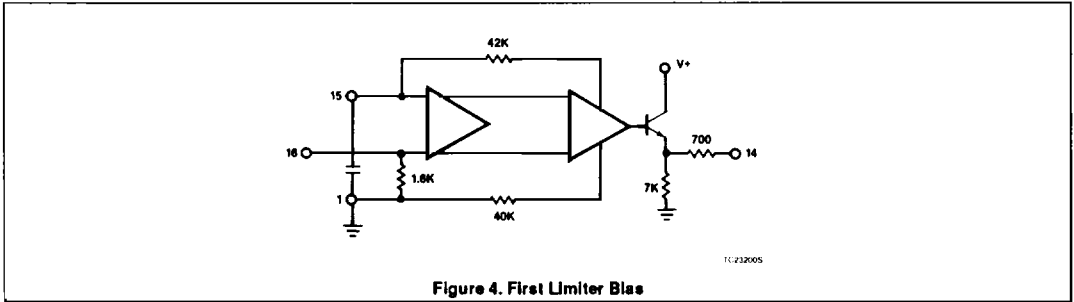 42K
V+
15
700
16
14
1.6K
7K
1
40K
TC23200S
Figure 4. First Limiter Bias